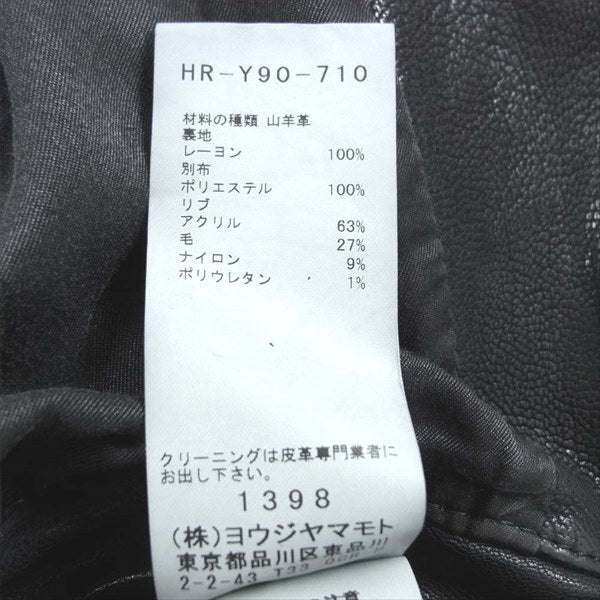 HR-Y90-710
材料の種類 山羊革
裏地
レーヨン 100%
別布
ポリエステル 100%
リブ
アクリル 63%
毛 27%
ナイロン 9%
ポリウレタン 1%
クリーニングは皮革専門業者に
お出し下さい。
1398
(株)ヨウジヤマモト
東京都品川区東品川
2-2-43 T33
注意